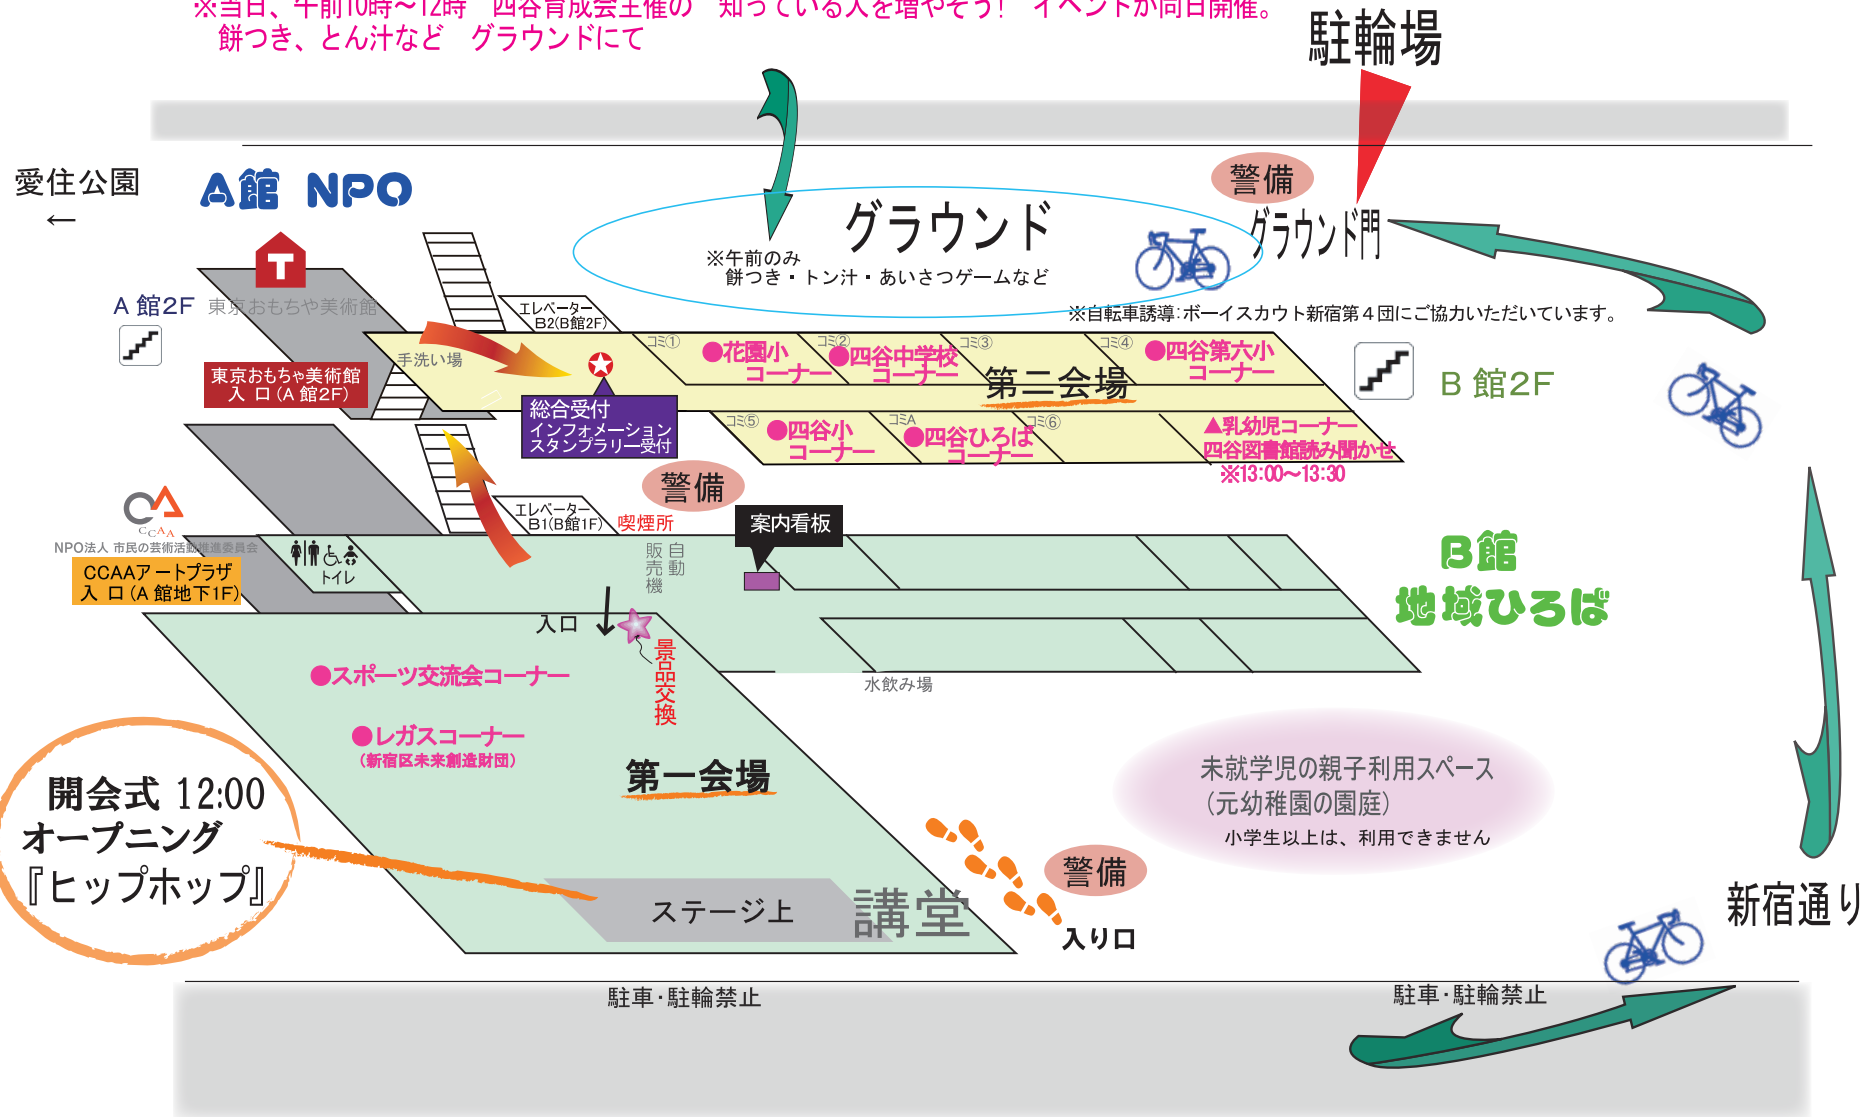 ※当日、午前10時～12時　四谷育成会主催の　知っている人を増やそう！　イベントが同日開催。
餅つき、とん汁など　グラウンドにて
駐輪場
愛住公園
←
A館 NPO
警備
グラウンド
グラウンド門
※午前のみ
餅つき・トン汁・あいさつゲームなど
※自転車誘導:ボーイスカウト新宿第４団にご協力いただいています。
A 館2F
東京おもちゃ美術館
T
エレベーター
B2(B館2F)
東京おもちゃ美術館
入 口（A 館2F）
手洗い場
コミ①
●花園小
コーナー
コミ②
●四谷中学校
コーナー
コミ③
コミ④
●四谷第六小
コーナー
第二会場
B 館2F
総合受付
インフォメーション
スタンプラリー受付
コミ⑤
●四谷小
コーナー
コミA
●四谷ひろば
コーナー
コミ⑥
▲乳幼児コーナー
四谷図書館読み聞かせ
※13:00～13:30
警備
CCAA
NPO法人 市民の芸術活動推進委員会
CCAAアートプラザ
入 口（A 館地下1F）
トイレ
エレベーター
B1(B館1F)
喫煙所
自動
販売機
案内看板
B館
地域ひろば
入口
景品交換
水飲み場
●スポーツ交流会コーナー
●レガスコーナー
（新宿区未来創造財団）
第一会場
開会式 12:00
オープニング
『ヒップホップ』
ステージ上
講堂
未就学児の親子利用スペース
（元幼稚園の園庭）
小学生以上は、利用できません
警備
入り口
新宿通り
駐車・駐輪禁止
駐車・駐輪禁止